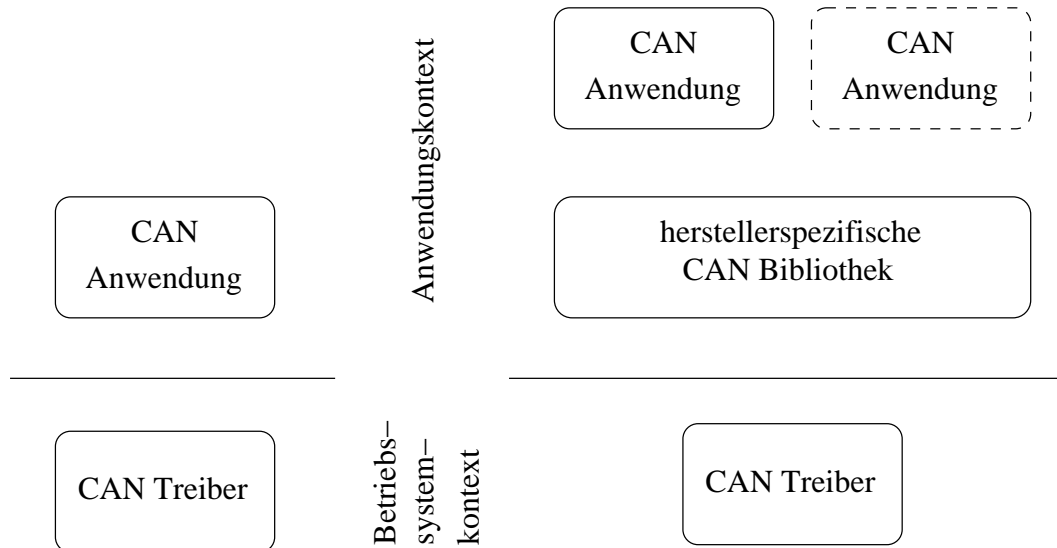 CAN
Anwendung
CAN
Anwendung
Anwendungskontext
herstellerspezifische
CAN Bibliothek
CAN
Anwendung
Betriebs–
system–
kontext
CAN Treiber
CAN Treiber